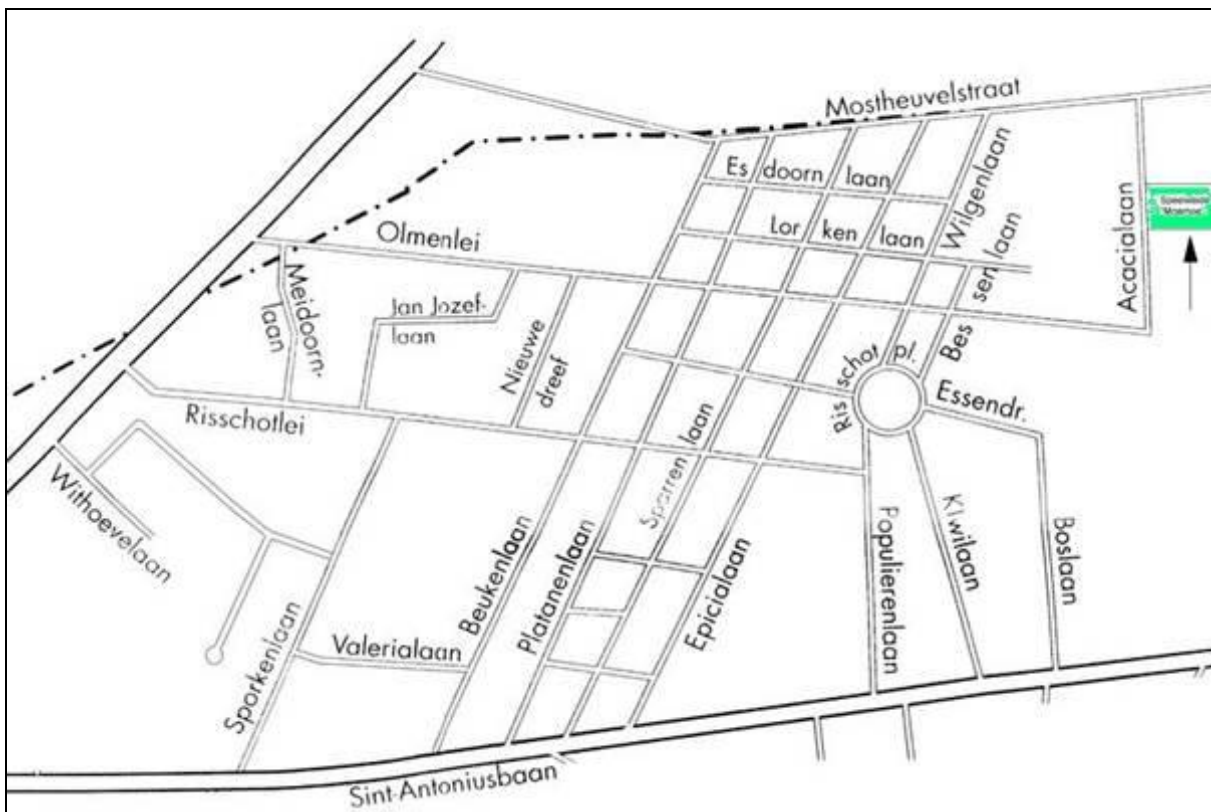 Mostheuvelstraat
Es doorn laan
Lor ken laan
Wilgenlaan
Acacialaan
Olmenlei
Meidoorn-
laan
Jan Jozef-
laan
Nieuwe
dreef
Bes sen laan
Ris schot pl.
Essendr.
Risschotlei
Withoevelaan
Sparren laan
Beukenlaan
Platanenlaan
Epicialaan
Populierenlaan
Kiwilaan
Boslaan
Valerialaan
Sporkenlaan
Sint-Antoniusbaan